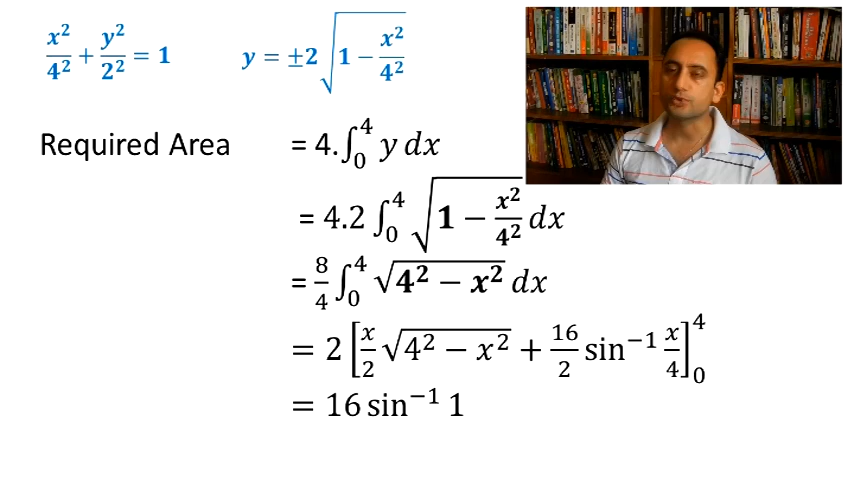 x²/4² + y²/2² = 1    y = ±2√(1 − x²/4²)
Required Area = 4.∫₀⁴ y dx
= 4.2 ∫₀⁴ √(1 − x²/4²) dx
= 8/4 ∫₀⁴ √(4² − x²) dx
= 2 [x/2 √(4² − x²) + 16/2 sin⁻¹ x/4]₀⁴
= 16 sin⁻¹ 1